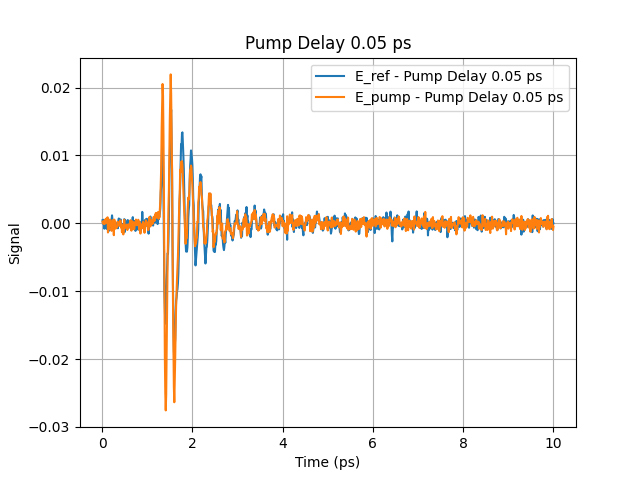 Pump Delay 0.05 ps
E_ref - Pump Delay 0.05 ps
E_pump - Pump Delay 0.05 ps
0.02
0.01
0.00
−0.01
−0.02
−0.03
Signal
0 2 4 6 8 10
Time (ps)